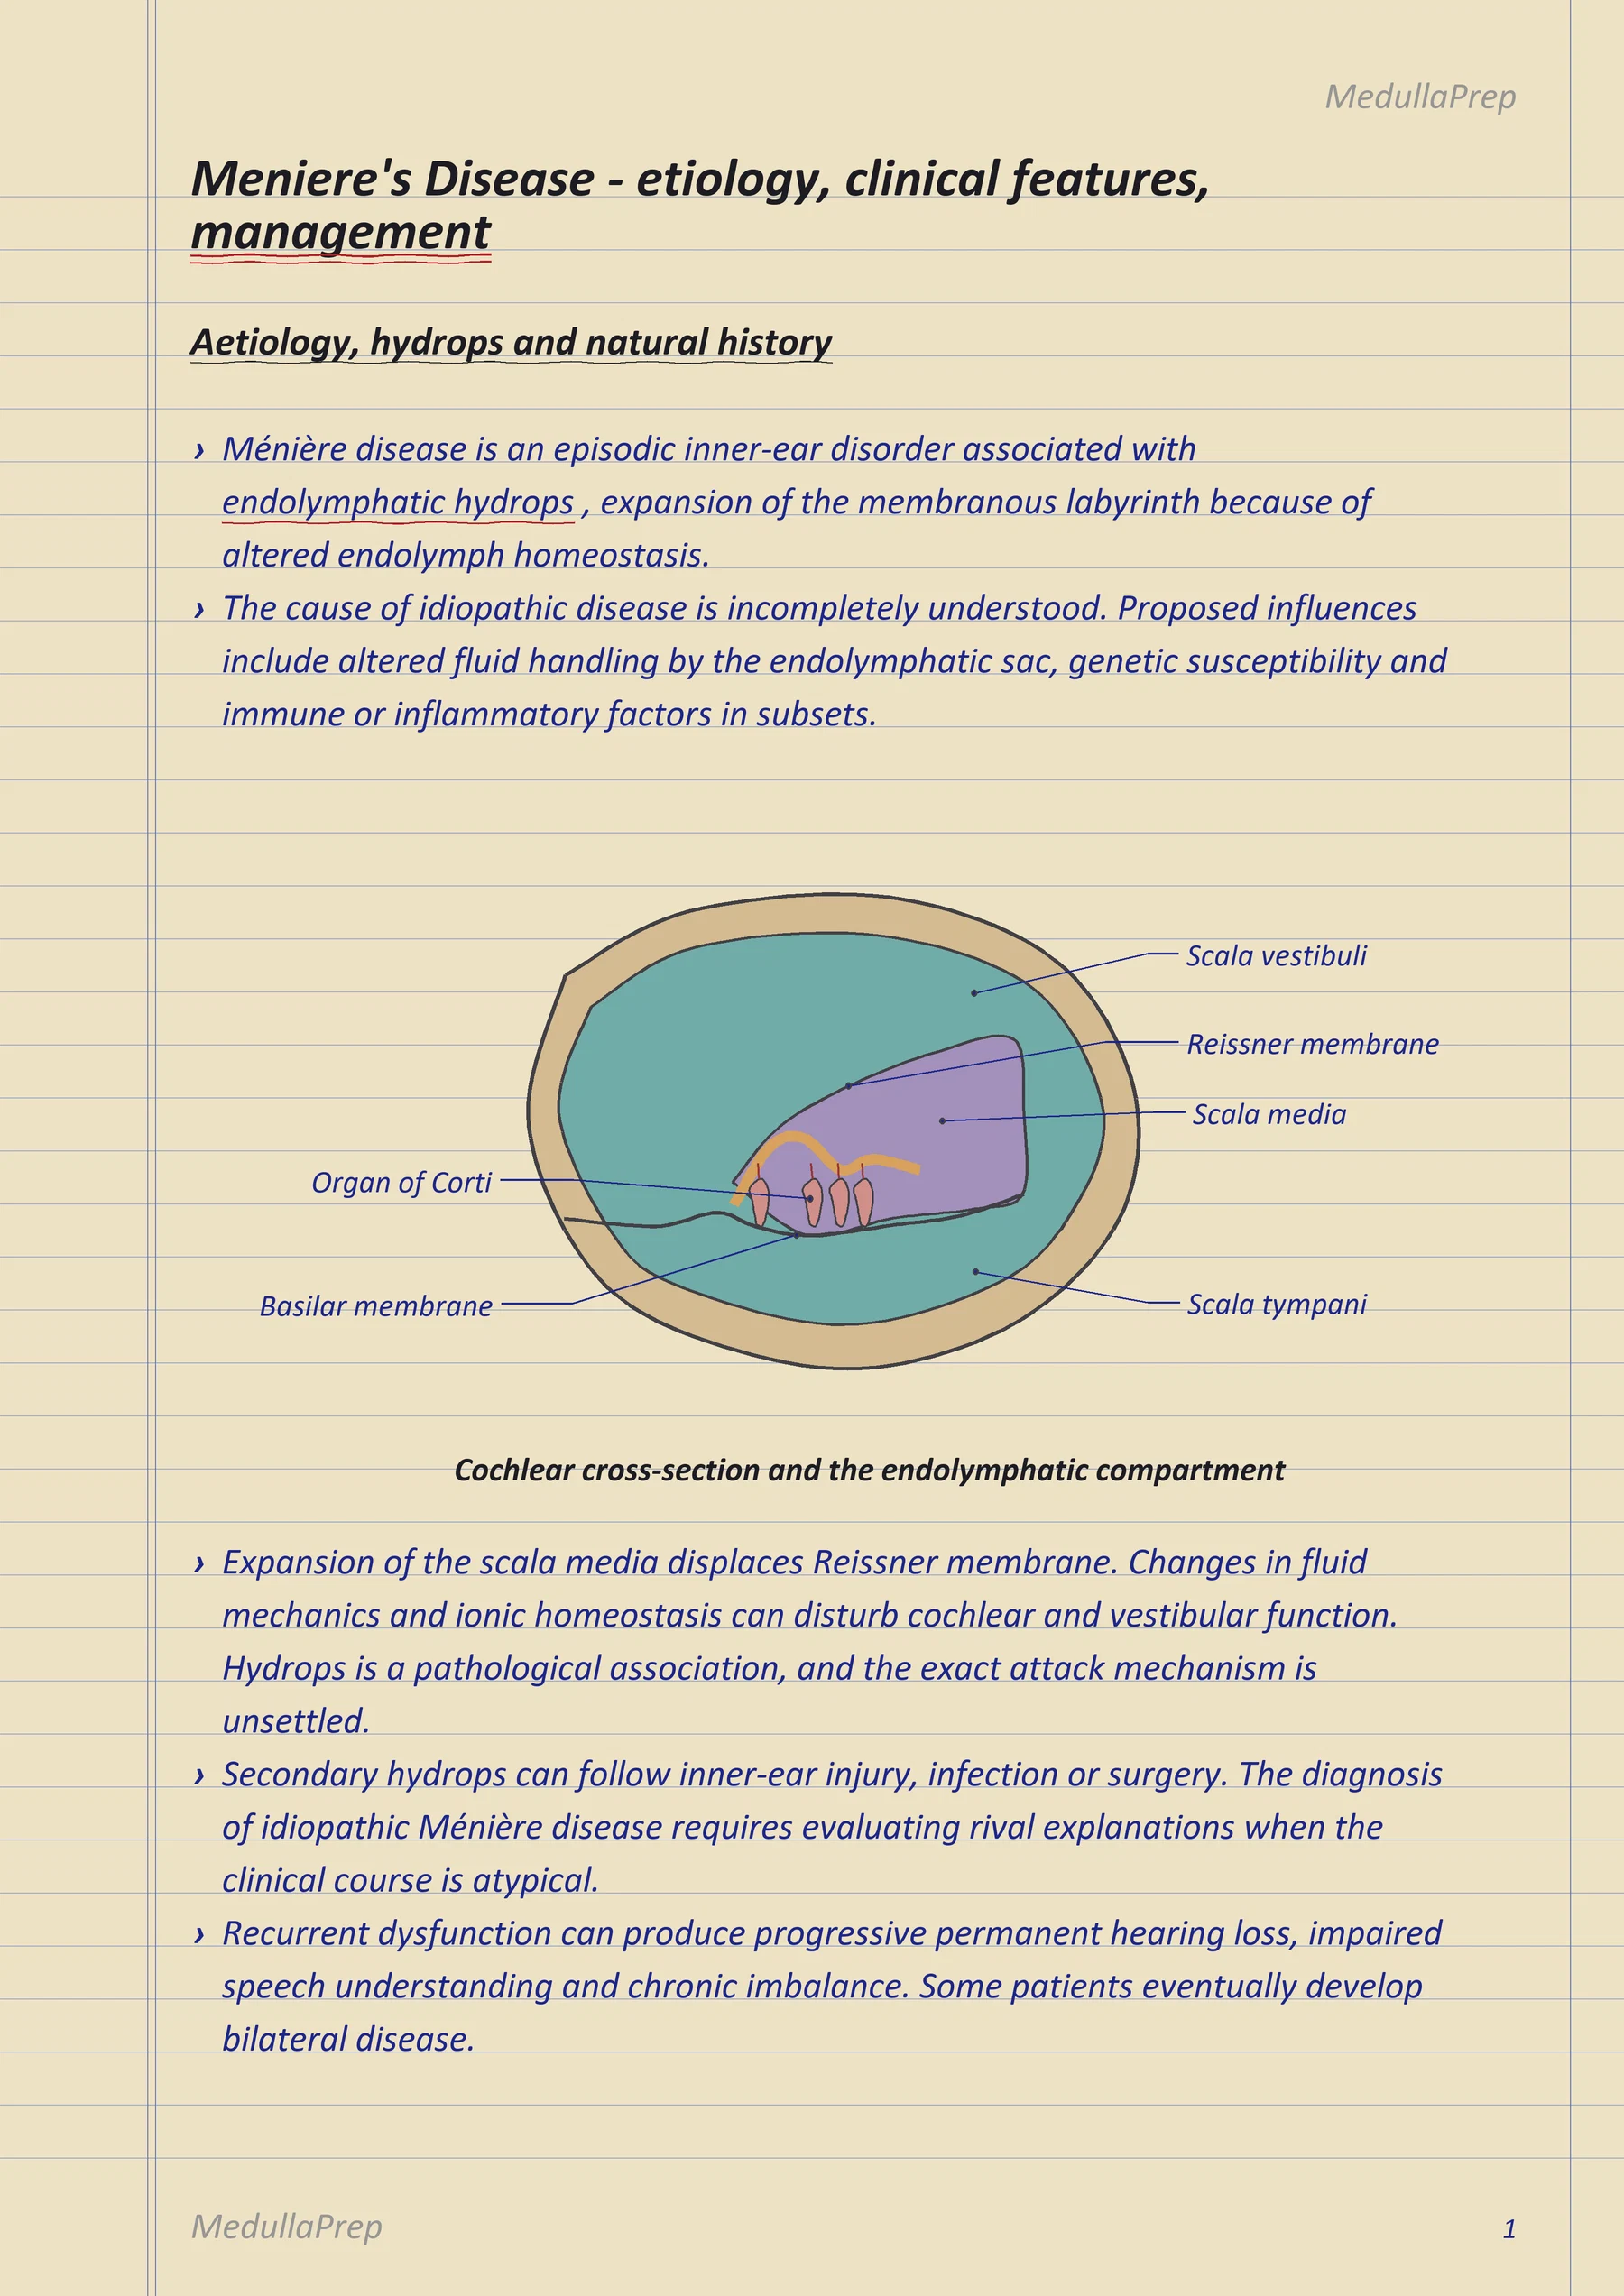 MedullaPrep
Meniere's Disease - etiology, clinical features,
management
Aetiology, hydrops and natural history
› Ménière disease is an episodic inner-ear disorder associated with
endolymphatic hydrops , expansion of the membranous labyrinth because of
altered endolymph homeostasis.
› The cause of idiopathic disease is incompletely understood. Proposed influences
include altered fluid handling by the endolymphatic sac, genetic susceptibility and
immune or inflammatory factors in subsets.
Scala vestibuli
Reissner membrane
Scala media
Organ of Corti
Basilar membrane
Scala tympani
Cochlear cross-section and the endolymphatic compartment
› Expansion of the scala media displaces Reissner membrane. Changes in fluid
mechanics and ionic homeostasis can disturb cochlear and vestibular function.
Hydrops is a pathological association, and the exact attack mechanism is
unsettled.
› Secondary hydrops can follow inner-ear injury, infection or surgery. The diagnosis
of idiopathic Ménière disease requires evaluating rival explanations when the
clinical course is atypical.
› Recurrent dysfunction can produce progressive permanent hearing loss, impaired
speech understanding and chronic imbalance. Some patients eventually develop
bilateral disease.
MedullaPrep
1